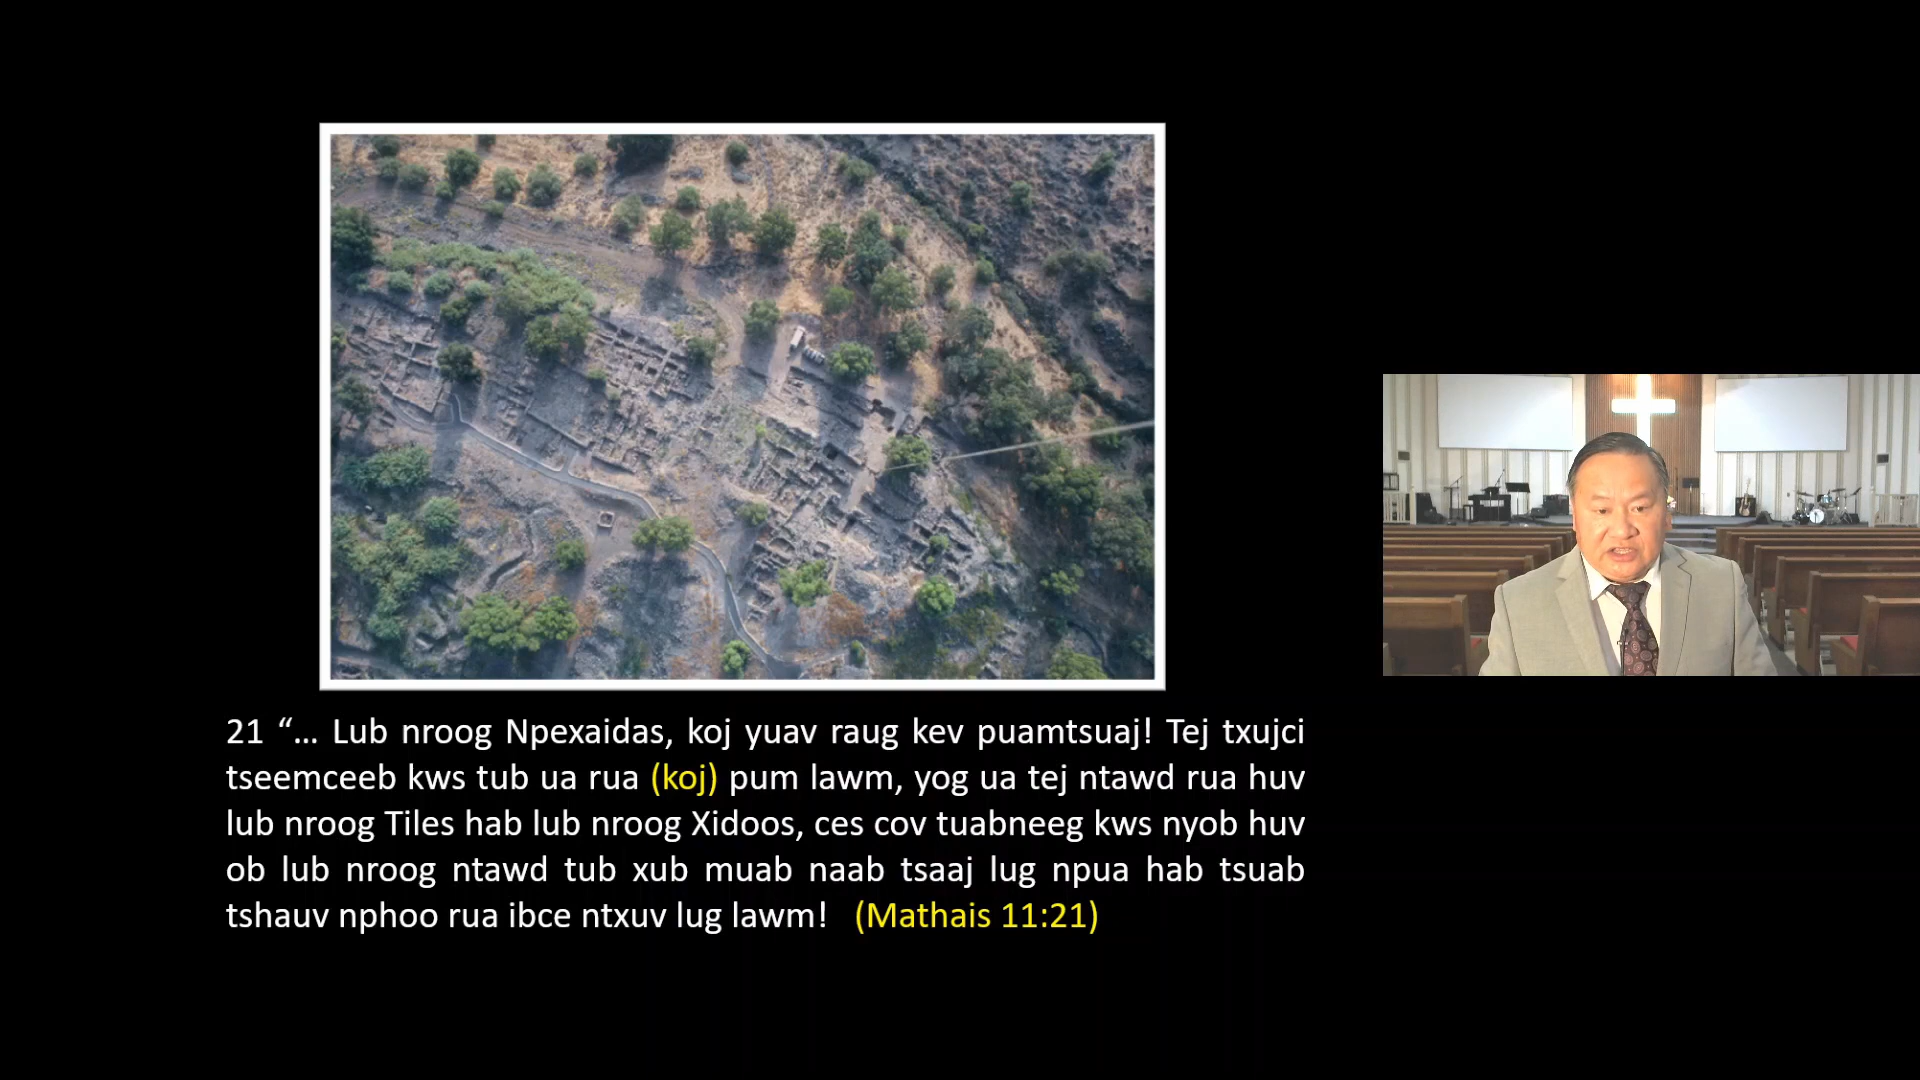 21 “… Lub nroog Npexaidas, koj yuav raug kev puamtsuaj! Tej txujci
tseemceeb kws tub ua rua (koj) pum lawm, yog ua tej ntawd rua huv
lub nroog Tiles hab lub nroog Xidoos, ces cov tuabneeg kws nyob huv
ob lub nroog ntawd tub xub muab naab tsaaj lug npua hab tsuab
tshauv nphoo rua ibce ntxuv lug lawm! (Mathais 11:21)